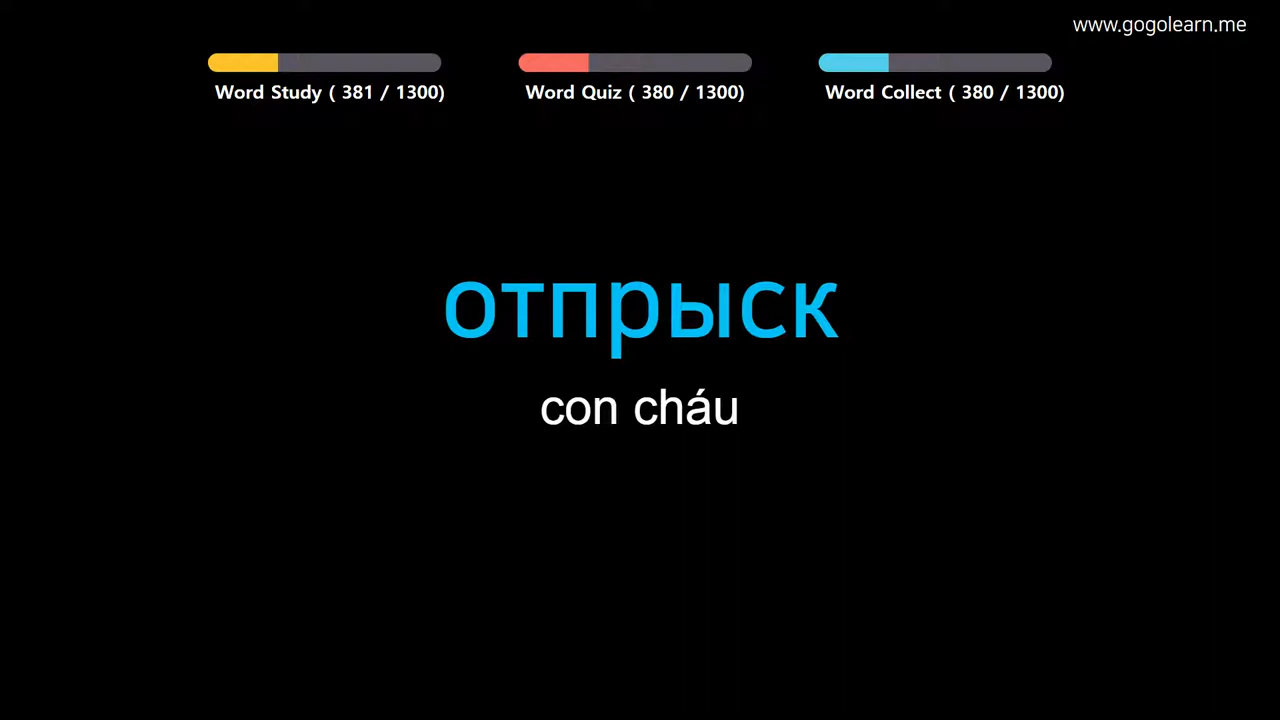 www.gogolearn.me
Word Study ( 381 / 1300)
Word Quiz ( 380 / 1300)
Word Collect ( 380 / 1300)
отпрыск
con cháu